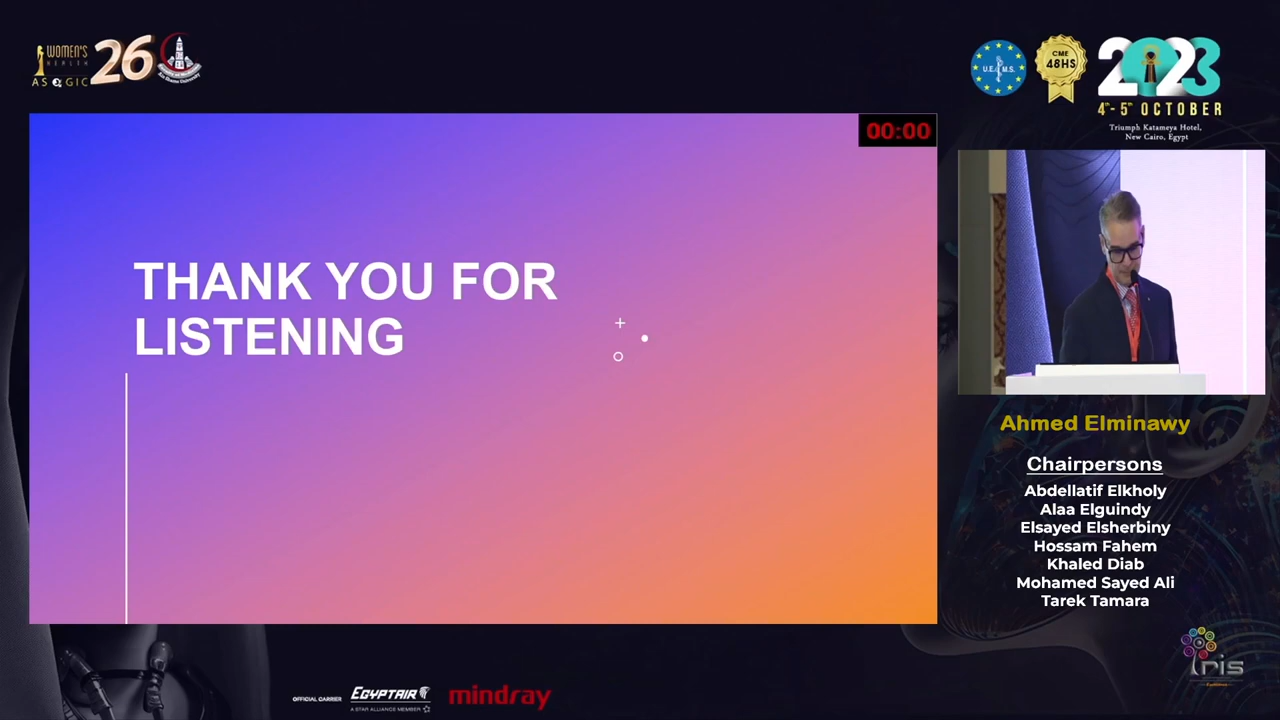 WOMEN'S
HEALTH
ASOGIC
26
U.E.M.S.
CME
48HS
2023
4th - 5th OCTOBER
Triumph Katameya Hotel,
New Cairo, Egypt
00:00
THANK YOU FOR
LISTENING
Ahmed Elminawy
Chairpersons
Abdellatif Elkholy
Alaa Elguindy
Elsayed Elsherbiny
Hossam Fahem
Khaled Diab
Mohamed Sayed Ali
Tarek Tamara
OFFICIAL CARRIER
EGYPTAIR
A STAR ALLIANCE MEMBER
mindray
Iris